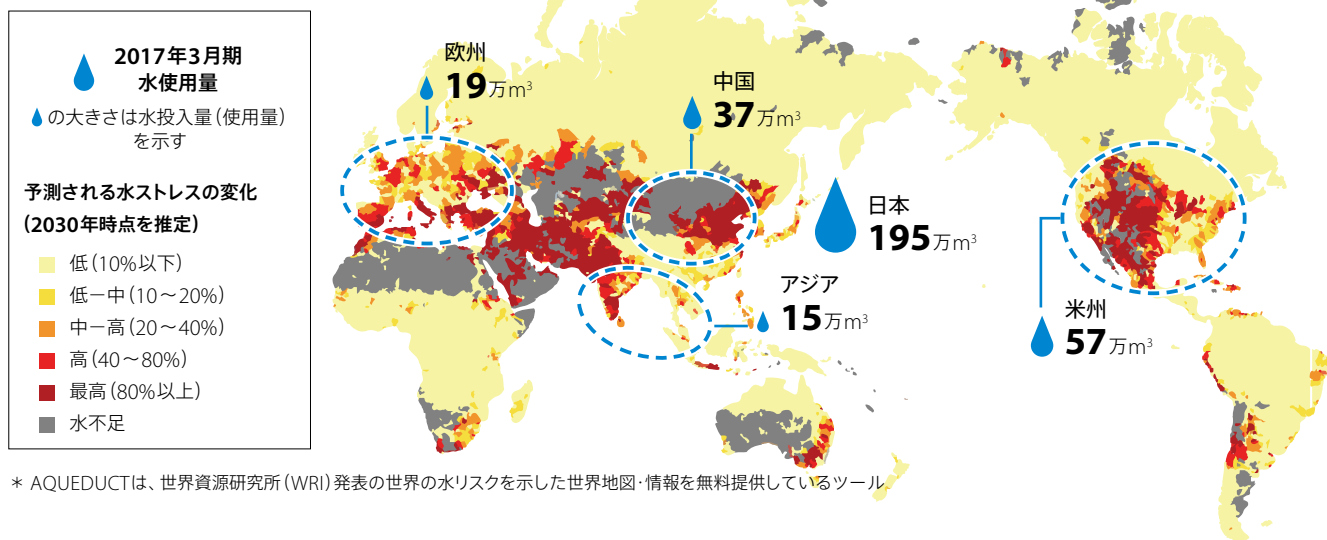 2017年3月期
水使用量
の大きさは水投入量（使用量）
を示す
予測される水ストレスの変化
（2030年時点を推定）
低（10%以下）
低－中（10～20%）
中－高（20～40%）
高（40～80%）
最高（80%以上）
水不足
欧州
19万m³
中国
37万m³
日本
195万m³
アジア
15万m³
米州
57万m³
＊ AQUEDUCTは、世界資源研究所（WRI）発表の世界の水リスクを示した世界地図・情報を無料提供しているツール